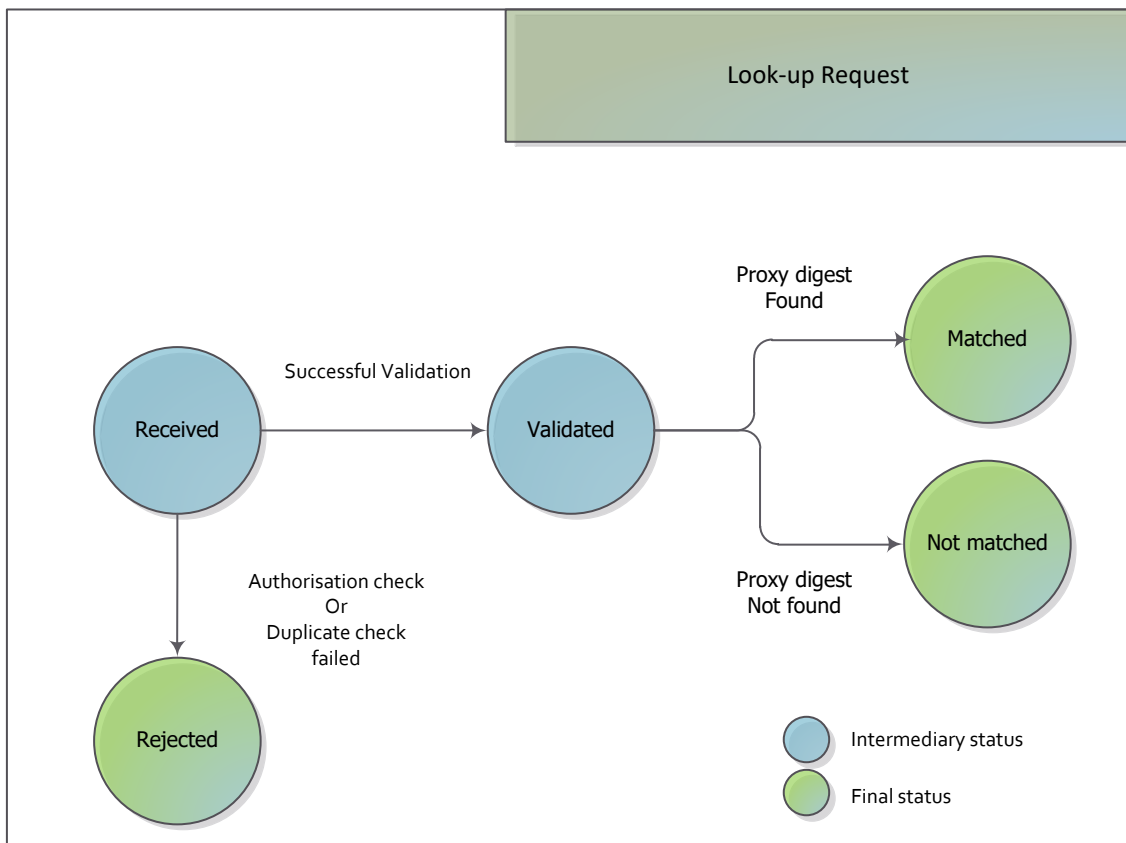 Look-up Request
Proxy digest
Found
Matched
Successful Validation
Received
Validated
Not matched
Proxy digest
Not found
Authorisation check
Or
Duplicate check
failed
Rejected
Intermediary status
Final status